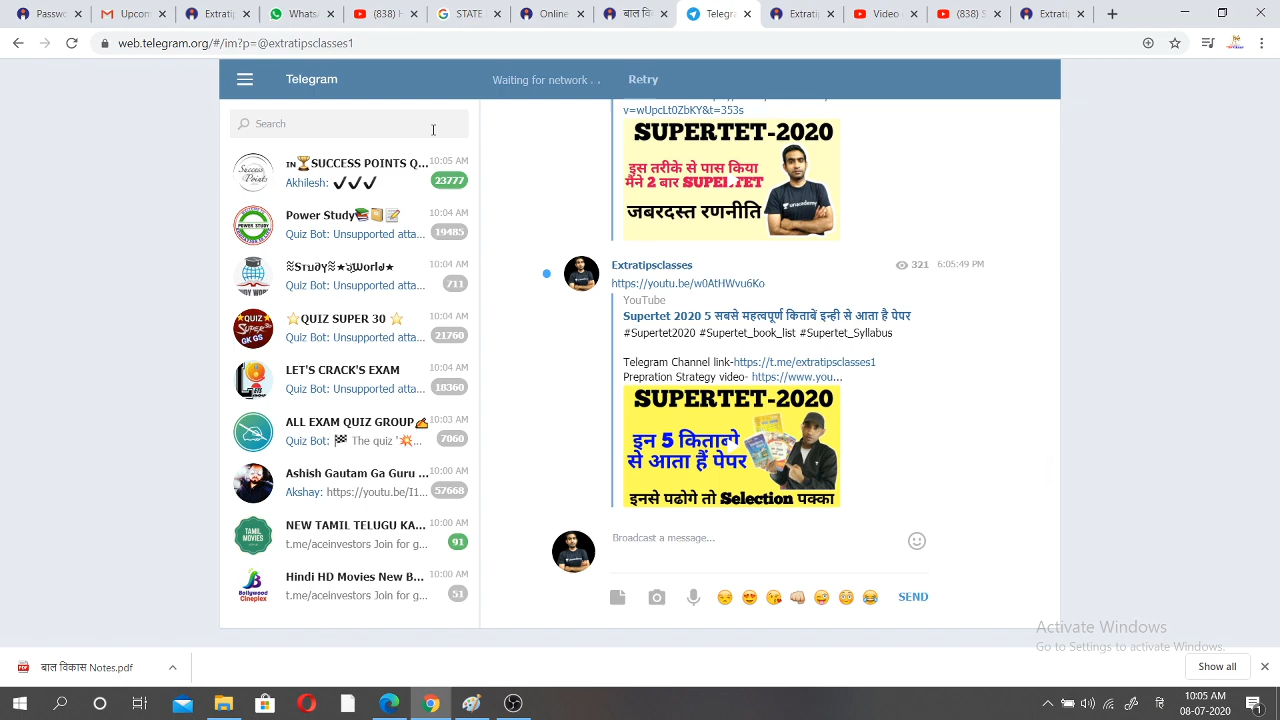 Passwc
Upcon
Extrati
Whats
(838) H
STATE
Online
बाल वि
Telegra
Extrati
Video
(838) S
Extrati
web.telegram.org/#/im?p=@extratipsclasses1
Telegram
Waiting for network . .
Retry
Search
IN🏆SUCCESS POINTS Q...
10:05 AM
Akhilesh: ✔✔✔
23777
Power Study📚📔📝
10:04 AM
Quiz Bot: Unsupported atta...
19485
10:04 AM
Quiz Bot: Unsupported atta...
711
⭐QUIZ SUPER 30 ⭐
10:04 AM
Quiz Bot: Unsupported atta...
21760
LET'S CRACK'S EXAM
10:04 AM
Quiz Bot: Unsupported atta...
18360
ALL EXAM QUIZ GROUP✍
10:03 AM
Quiz Bot: 🏁 The quiz '💥...
7060
Ashish Gautam Ga Guru ...
10:00 AM
Akshay: https://youtu.be/I1...
57668
NEW TAMIL TELUGU KA...
10:00 AM
t.me/aceinvestors Join for g...
91
Hindi HD Movies New B...
10:00 AM
t.me/aceinvestors Join for g...
51
v=wUpcLt0ZbKY&t=353s
SUPERTET-2020
इस तरीके से पास किया
मैंने 2 बार SUPERTET
जबरदस्त रणनीति
unacademy
Extratipsclasses
321 6:05:49 PM
https://youtu.be/w0AtHWvu6Ko
YouTube
Supertet 2020 5 सबसे महत्वपूर्ण किताबें इन्ही से आता है पेपर
#Supertet2020 #Supertet_book_list #Supertet_Syllabus
Telegram Channel link-https://t.me/extratipsclasses1
Prepration Strategy video- https://www.you...
SUPERTET-2020
इन 5 किताबो
से आता हैं पेपर
इनसे पढोगे तो Selection पक्का
Broadcast a message...
SEND
Activate Windows
Go to Settings to activate Windows.
बाल विकास Notes.pdf
Show all
10:05 AM
08-07-2020